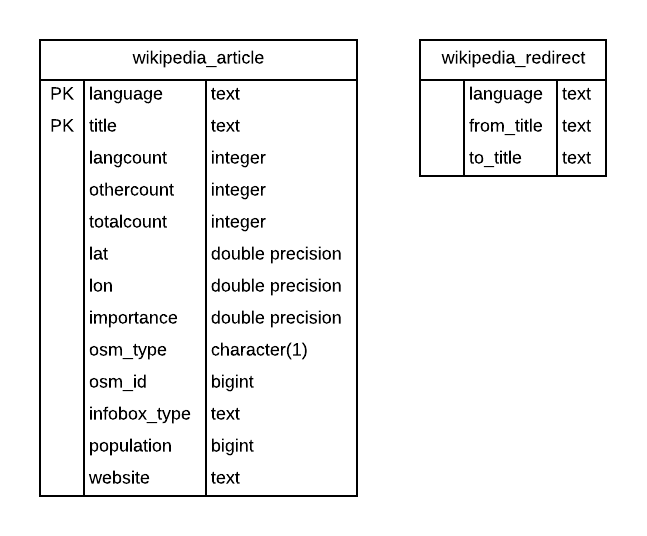 wikipedia_article
PK language text
PK title text
langcount integer
othercount integer
totalcount integer
lat double precision
lon double precision
importance double precision
osm_type character(1)
osm_id bigint
infobox_type text
population bigint
website text
wikipedia_redirect
language text
from_title text
to_title text